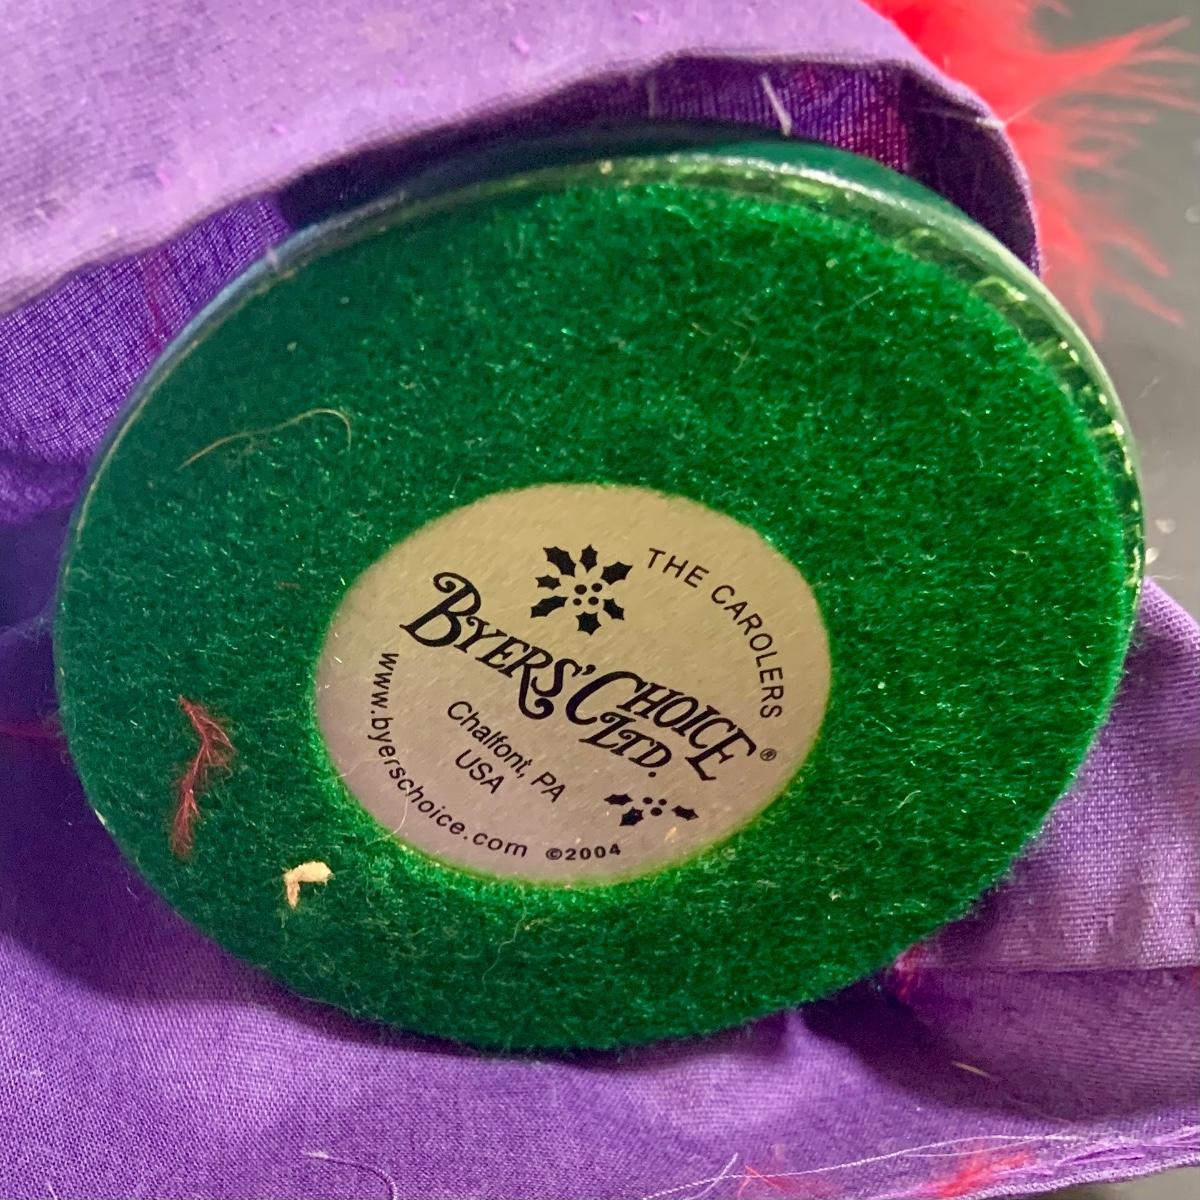 THE CAROLERS
BYERS' CHOICE®
LTD.
Chalfont, PA
USA
www.byerschoice.com ©2004